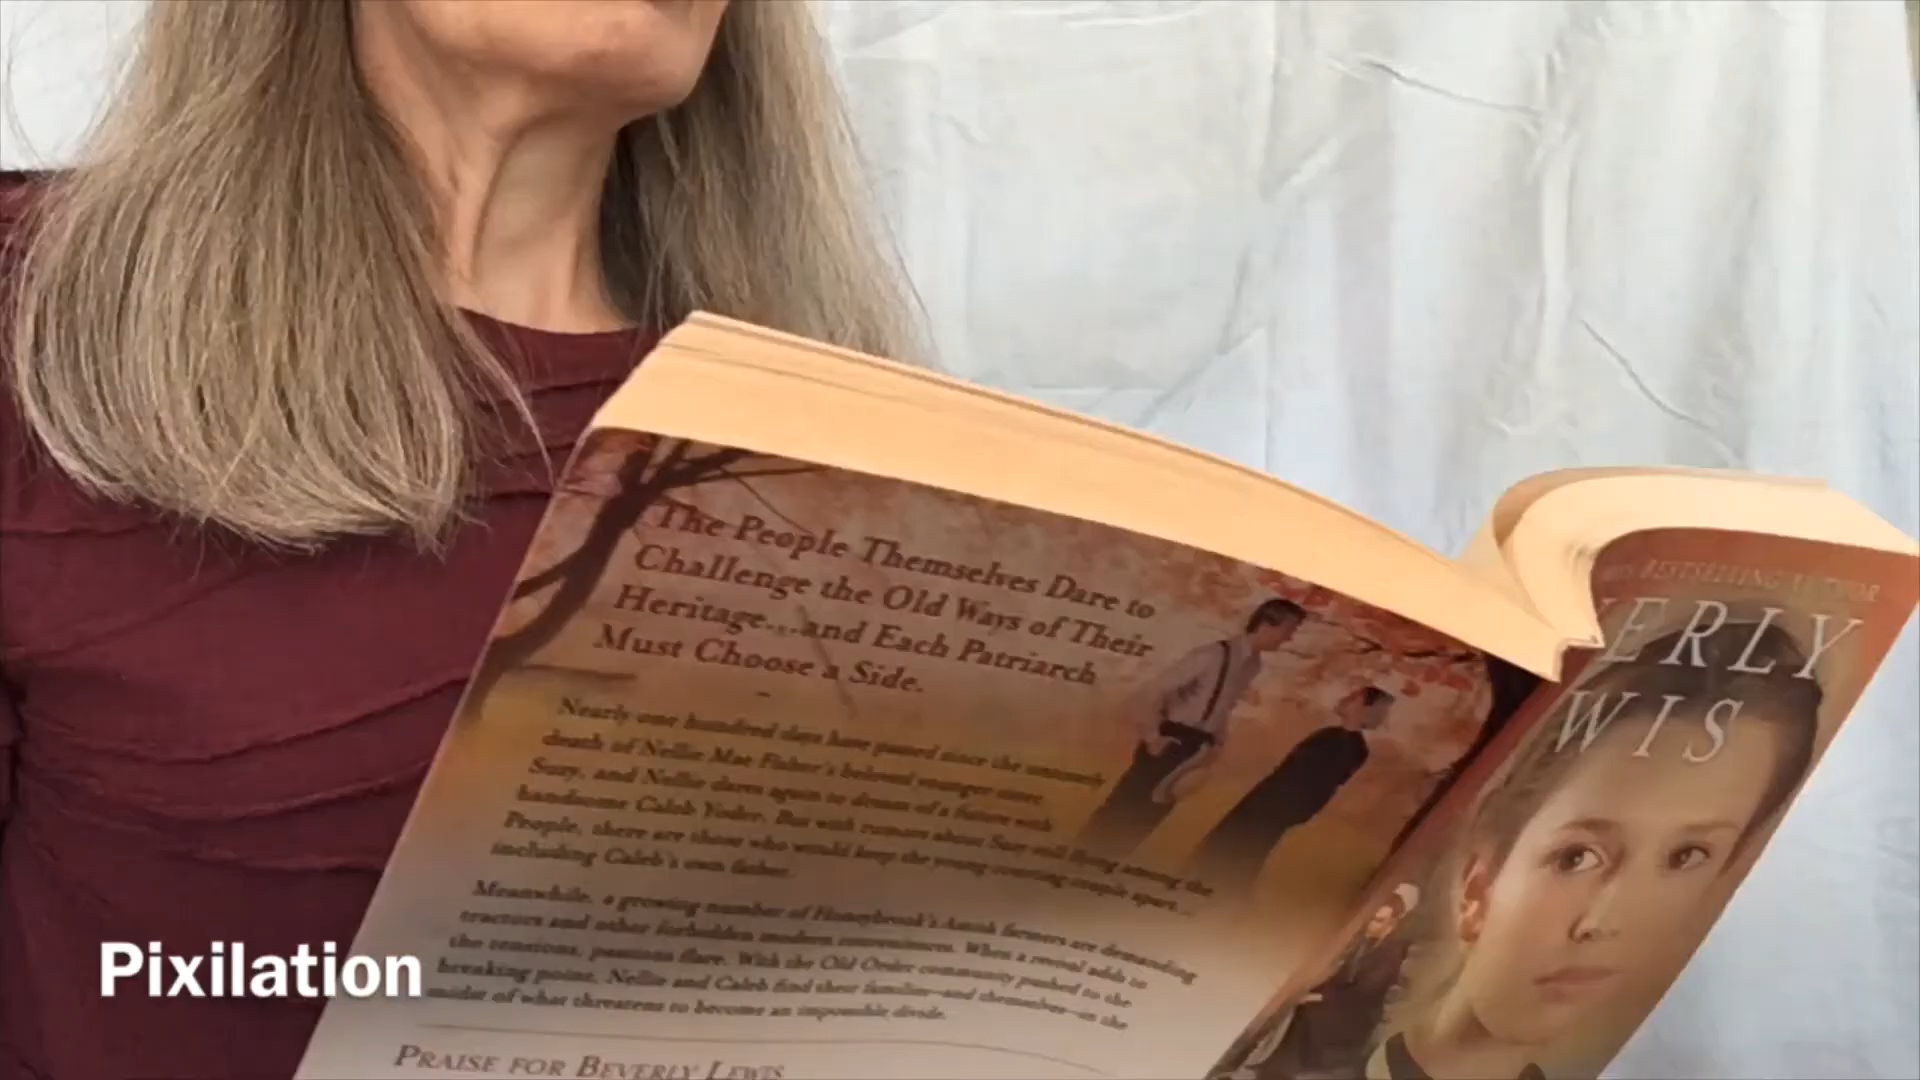 The People Themselves Dare to
Challenge the Old Ways of Their
Heritage...and Each Patriarch
Must Choose a Side.
Nearly one hundred days have passed since the untimely
death of Nellie Mae Fisher's beloved younger sister
Suzy, and Nellie dares again to dream of a future with
handsome Caleb Yoder. But with rumors about Suzy still flying among the
People, there are those who would keep the young courting couple apart...
including Caleb's own father.
Meanwhile, a growing number of Honeybrook's Amish farmers are demanding
tractors and other forbidden modern conveniences. When a revival adds to
the tensions, passions flare. With the Old Order community pushed to the
breaking point, Nellie and Caleb find their families—and themselves—in the
midst of what threatens to become an impossible divide.
PRAISE FOR BEVERLY LEWIS
BESTSELLING AUTHOR
ERLY
WIS
Pixilation